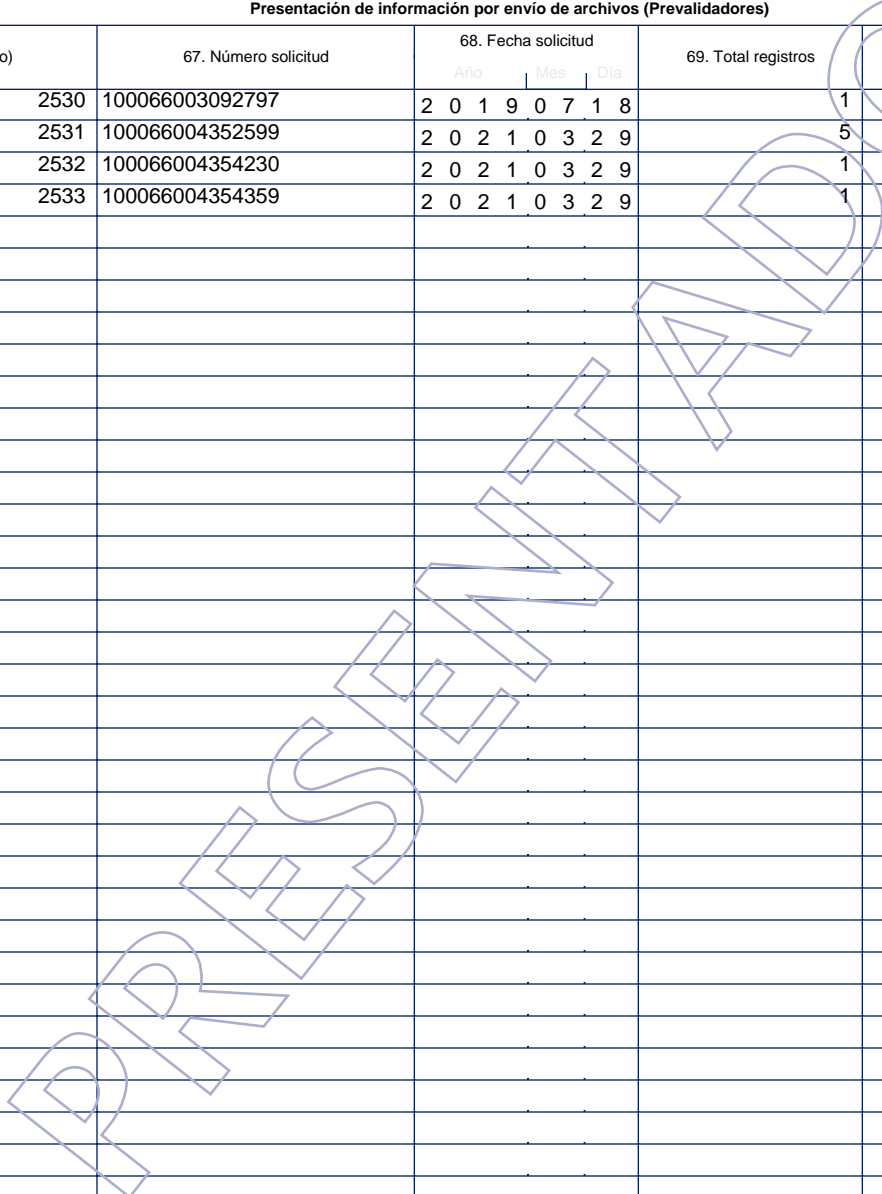 Presentación de información por envío de archivos (Prevalidadores)
o) 67. Número solicitud 68. Fecha solicitud 69. Total registros
Año Mes Día
2530 100066003092797 2 0 1 9 0 7 1 8 1
2531 100066004352599 2 0 2 1 0 3 2 9 5
2532 100066004354230 2 0 2 1 0 3 2 9 1
2533 100066004354359 2 0 2 1 0 3 2 9 1
PRESENTADO